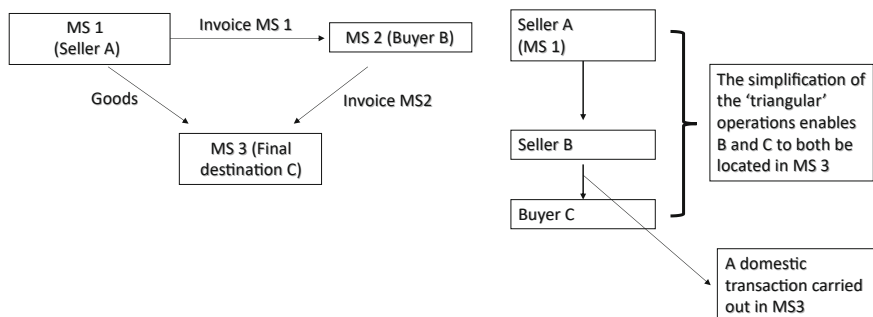 MS 1
(Seller A)
Invoice MS 1
MS 2 (Buyer B)
Goods
Invoice MS2
MS 3 (Final
destination C)
Seller A
(MS 1)
Seller B
Buyer C
The simplification of
the ‘triangular’
operations enables
B and C to both be
located in MS 3
A domestic
transaction carried
out in MS3